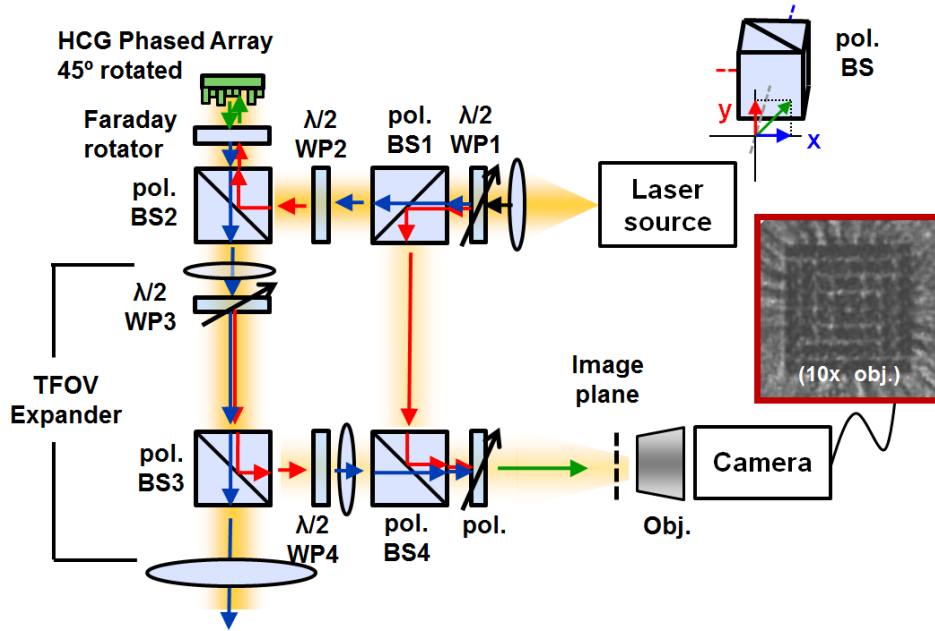 HCG Phased Array
45º rotated
Faraday
rotator
pol.
BS2
λ/2
WP2
pol.
BS1
λ/2
WP1
Laser
source
pol.
BS
y
x
λ/2
WP3
TFOV
Expander
pol.
BS3
λ/2
WP4
pol.
BS4
pol.
Image
plane
Obj.
Camera
(10x obj.)